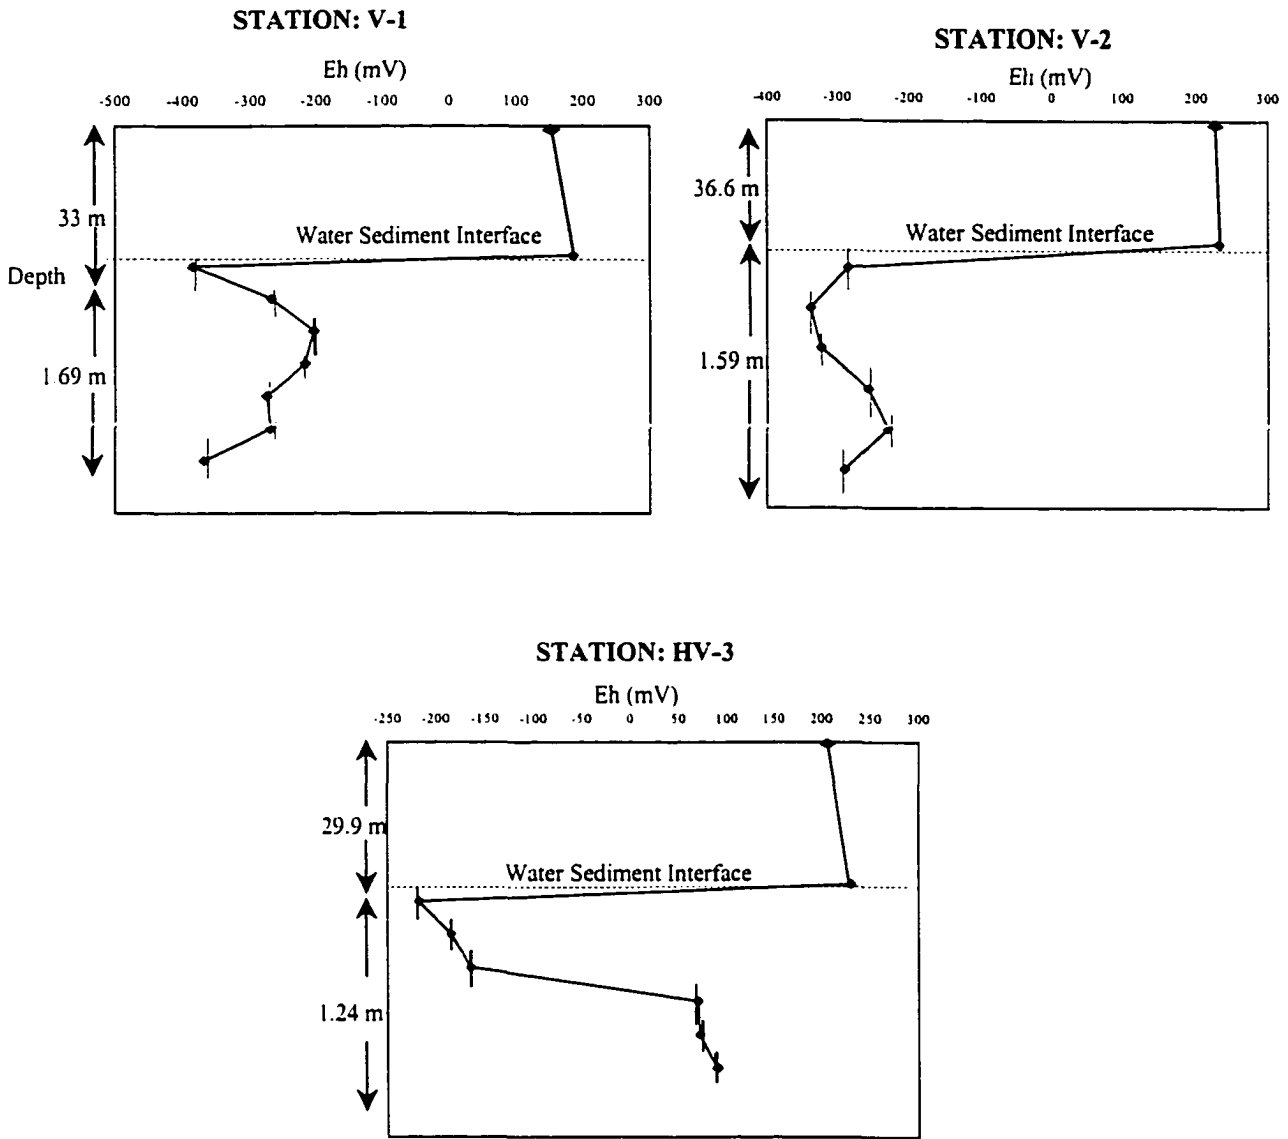 STATION: V-1
Eh (mV)
-500 -400 -300 -200 -100 0 100 200 300
33 m
Water Sediment Interface
Depth
1.69 m
STATION: V-2
Eh (mV)
-400 -300 -200 -100 0 100 200 300
36.6 m
Water Sediment Interface
1.59 m
STATION: HV-3
Eh (mV)
-250 -200 -150 -100 -50 0 50 100 150 200 250 300
29.9 m
Water Sediment Interface
1.24 m